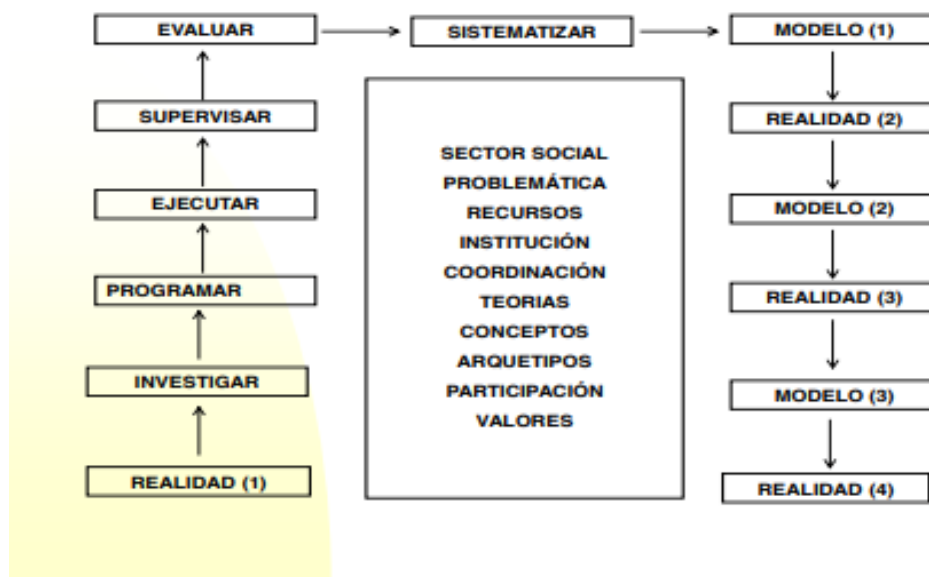 EVALUAR
SISTEMATIZAR
MODELO (1)
SUPERVISAR
REALIDAD (2)
EJECUTAR
MODELO (2)
PROGRAMAR
REALIDAD (3)
INVESTIGAR
MODELO (3)
REALIDAD (1)
REALIDAD (4)
SECTOR SOCIAL
PROBLEMÁTICA
RECURSOS
INSTITUCIÓN
COORDINACIÓN
TEORIAS
CONCEPTOS
ARQUETIPOS
PARTICIPACIÓN
VALORES